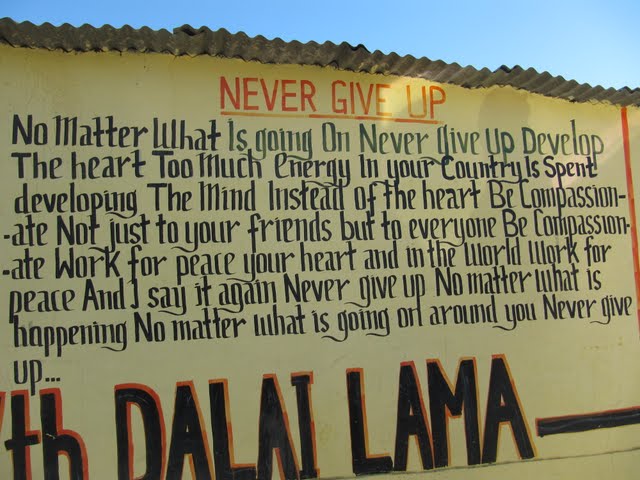 NEVER GIVE UP
No Matter What Is going On Never Give Up Develop
The heart Too Much Energy In your Country Is Spent
developing The Mind Instead Of the heart Be Compassion-
-ate Not just to your friends but to everyone Be Compassion-
-ate Work for peace your heart and in the World Work for
peace And I say it again Never give up No matter What is
happening No matter what is going on around you Never give
up...
th DALAI LAMA